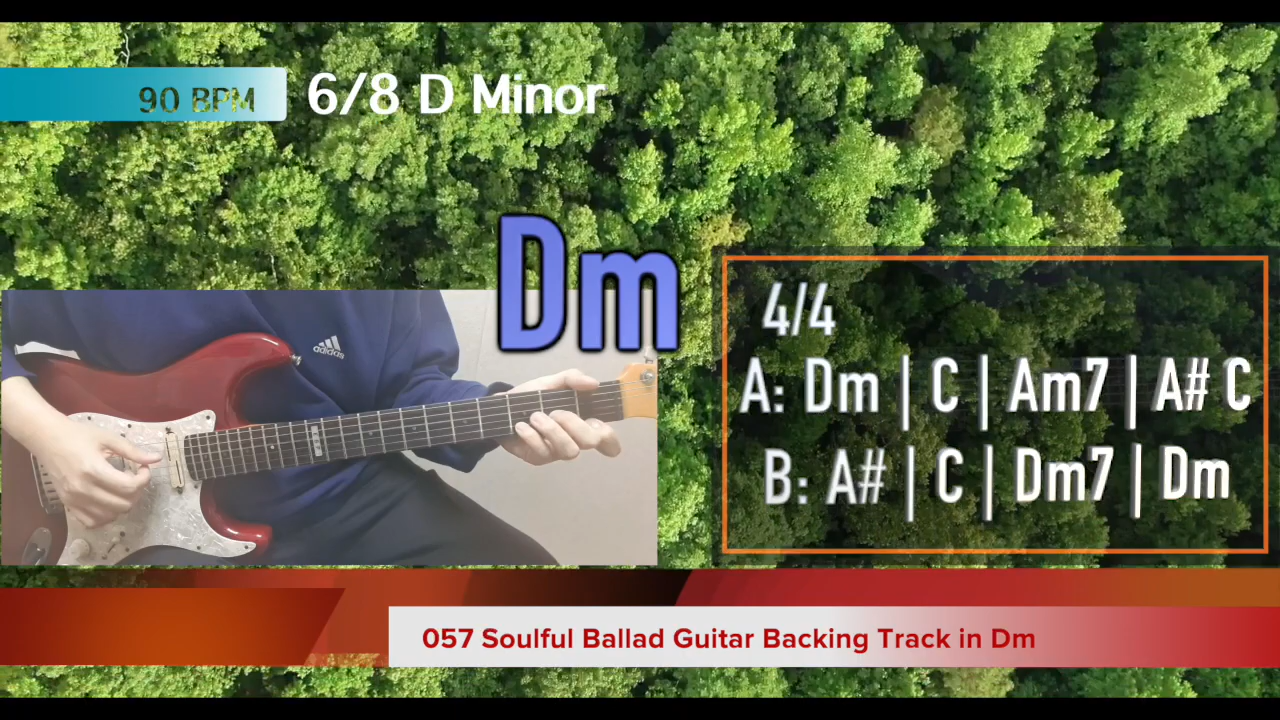 90 BPM
6/8 D Minor
Dm
adidas
4/4
A: Dm | C | Am7 | A# C
B: A# | C | Dm7 | Dm
057 Soulful Ballad Guitar Backing Track in Dm